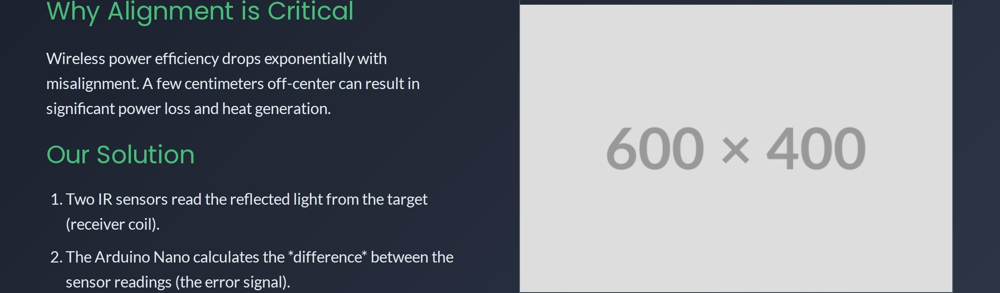 Why Alignment is Critical
Wireless power efficiency drops exponentially with
misalignment. A few centimeters off-center can result in
significant power loss and heat generation.
Our Solution
1. Two IR sensors read the reflected light from the target
(receiver coil).
2. The Arduino Nano calculates the *difference* between the
sensor readings (the error signal).
600 × 400